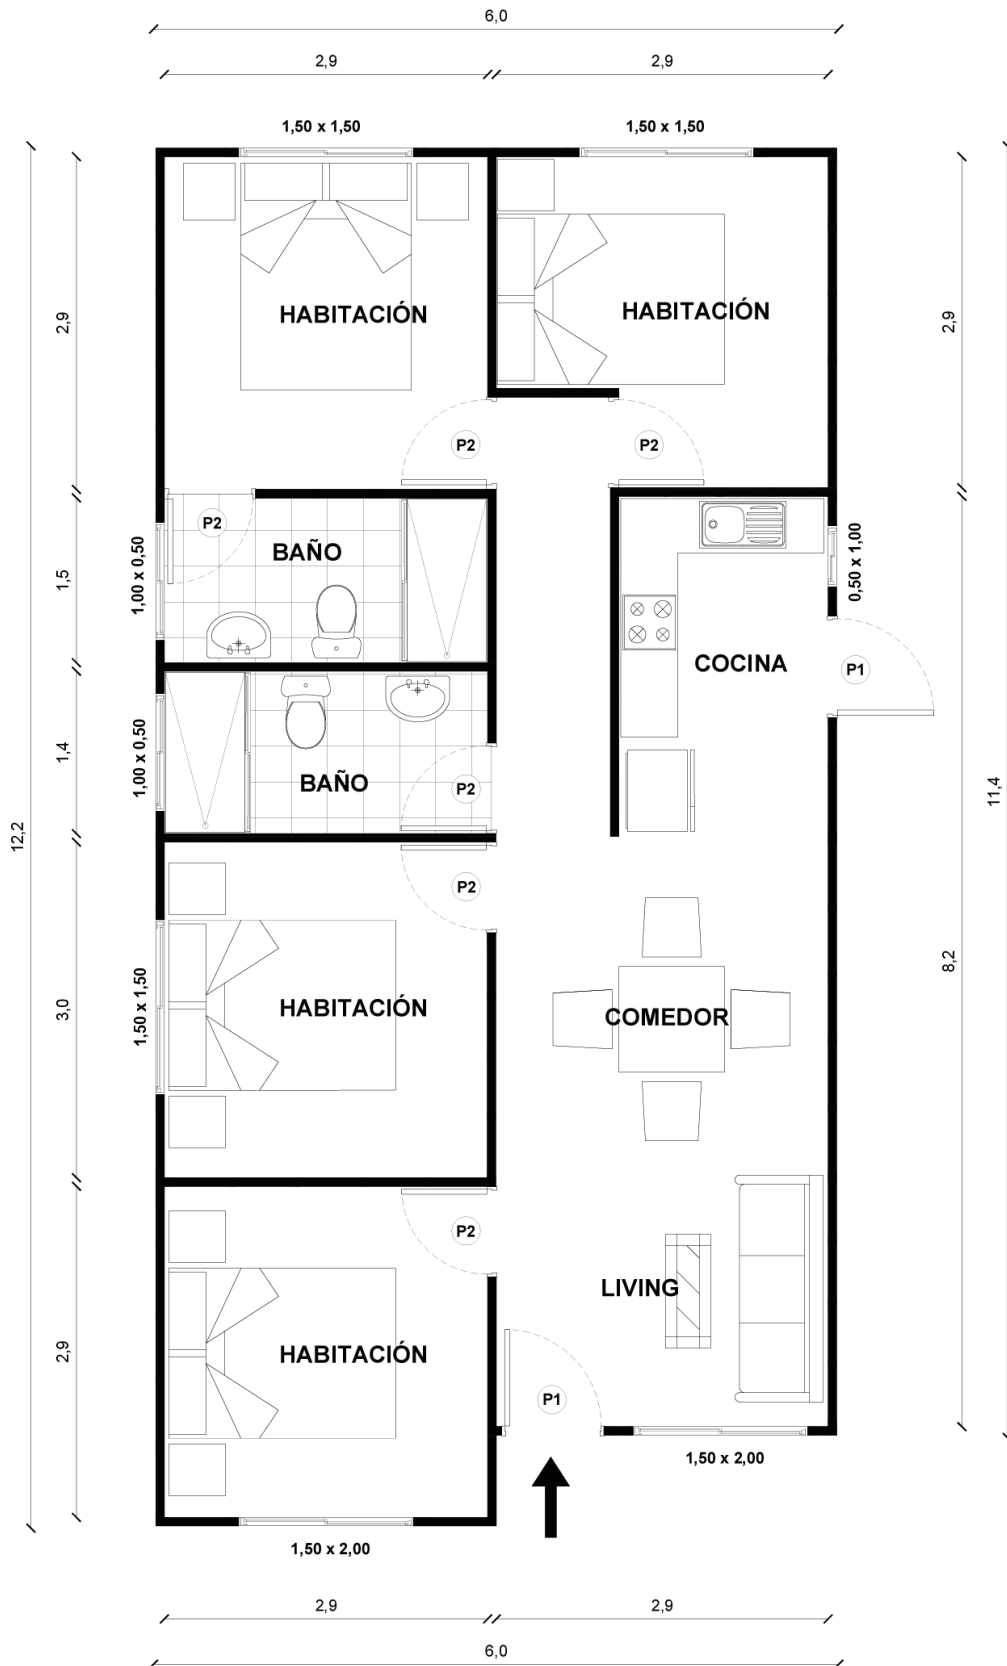 6,0
2,9
2,9
1,50 x 1,50
1,50 x 1,50
HABITACIÓN
HABITACIÓN
2,9
2,9
P2
P2
P2
BAÑO
1,00 x 0,50
1,5
0,50 x 1,00
COCINA
P1
1,00 x 0,50
1,4
BAÑO
P2
11,4
12,2
P2
8,2
1,50 x 1,50
3,0
HABITACIÓN
COMEDOR
P2
LIVING
2,9
HABITACIÓN
P1
1,50 x 2,00
1,50 x 2,00
2,9
2,9
6,0